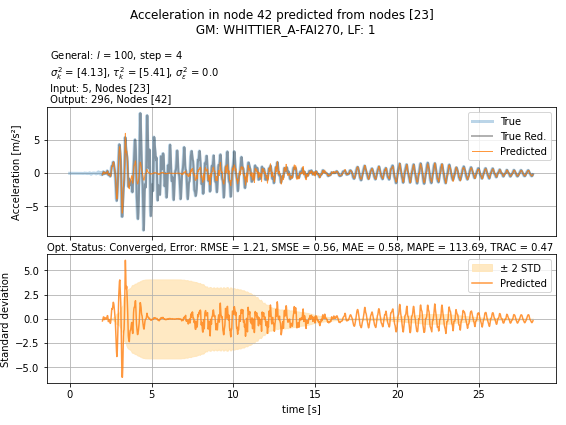 Acceleration in node 42 predicted from nodes [23]
GM: WHITTIER_A-FAI270, LF: 1
General: l = 100, step = 4
σ²ₖ = [4.13], τ²ₖ = [5.41], σ²ε = 0.0
Input: 5, Nodes [23]
Output: 296, Nodes [42]
True
True Red.
Predicted
Acceleration [m/s²]
5
0
−5
Opt. Status: Converged, Error: RMSE = 1.21, SMSE = 0.56, MAE = 0.58, MAPE = 113.69, TRAC = 0.47
± 2 STD
Predicted
Standard deviation
5.0
2.5
0.0
−2.5
−5.0
0 5 10 15 20 25
time [s]